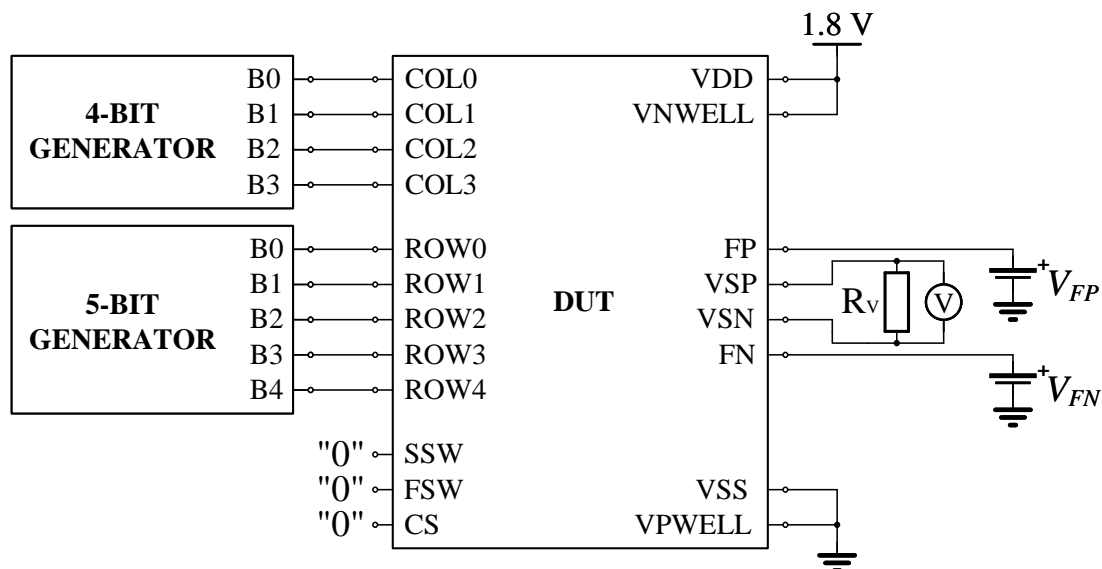 1.8 V
4-BIT
GENERATOR
B0
B1
B2
B3
5-BIT
GENERATOR
B0
B1
B2
B3
B4
"0"
"0"
"0"
COL0
COL1
COL2
COL3
ROW0
ROW1
ROW2
ROW3
ROW4
SSW
FSW
CS
DUT
VDD
VNWELL
FP
VSP
VSN
FN
VSS
VPWELL
RV
V
+
VFP
+
VFN